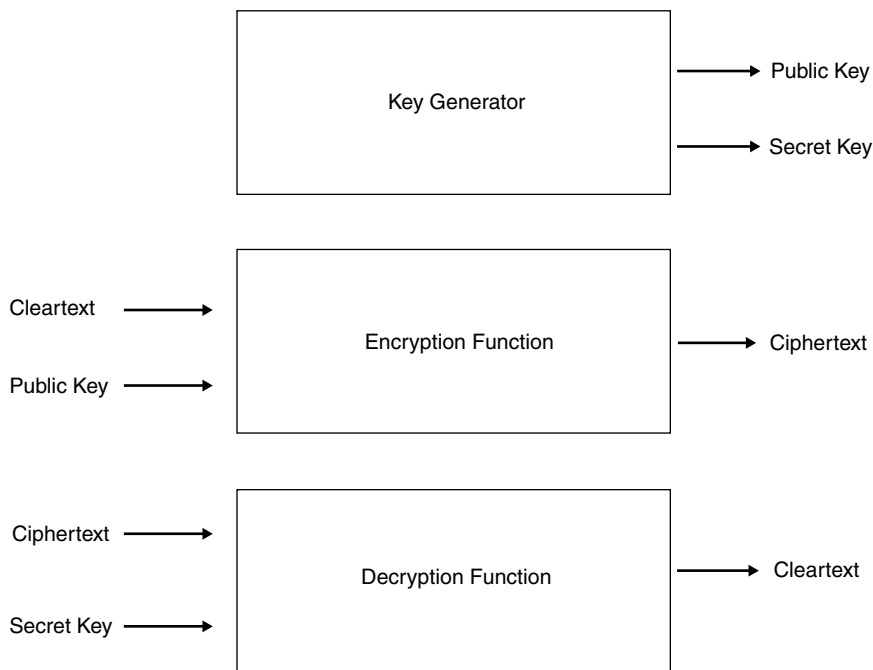 Key Generator
Public Key
Secret Key
Cleartext
Public Key
Encryption Function
Ciphertext
Ciphertext
Secret Key
Decryption Function
Cleartext